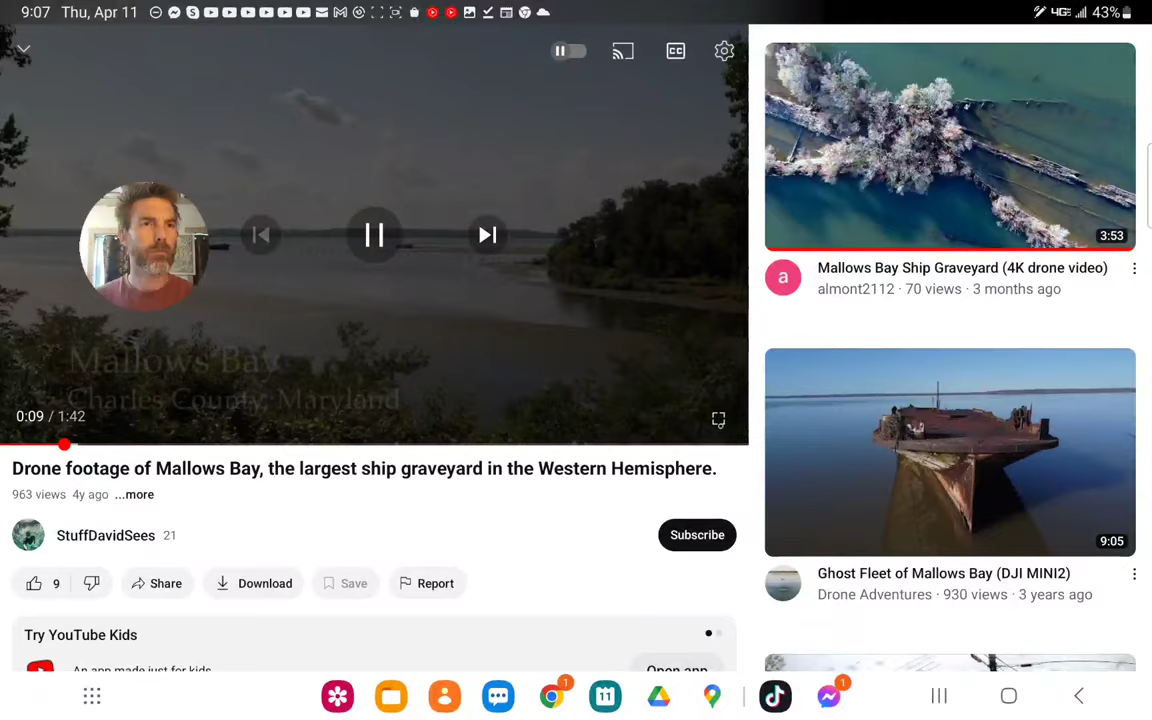 9:07 Thu, Apr 11
4G 43%
CC
Mallows Bay
Charles County, Maryland
0:09 / 1:42
Drone footage of Mallows Bay, the largest ship graveyard in the Western Hemisphere.
963 views 4y ago ...more
StuffDavidSees 21
Subscribe
9
Share
Download
Save
Report
Try YouTube Kids
An app made just for kids
Open app
3:53
a
Mallows Bay Ship Graveyard (4K drone video)
almont2112 · 70 views · 3 months ago
9:05
Ghost Fleet of Mallows Bay (DJI MINI2)
Drone Adventures · 930 views · 3 years ago
1
11
1